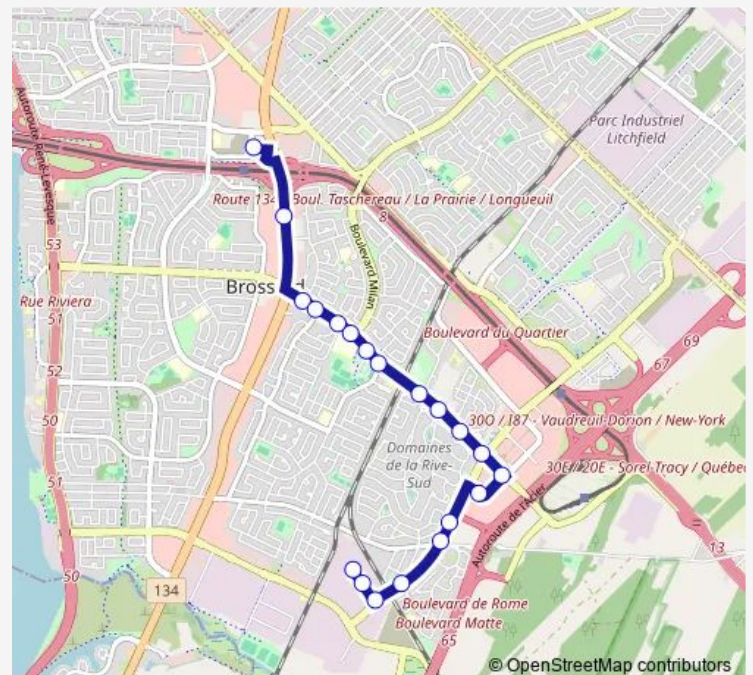 Autoroute René-Lévesque
Parc Industriel
Litchfield
Route 134 Boul. Taschereau / La Prairie / Longueuil
8
53
Boulevard Milan
Rue Riviera
51
Boulevard du Quartier
69
67
52
50
30O / I87 - Vaudreuil-Dorion / New-York
Domaines
de la Rive-
Sud
30E / 20E - Sorel-Tracy / Québec
51
Autoroute de l'Acier
13
50
134
Boulevard de Rome
Boulevard Matte
65
© OpenStreetMap contributors